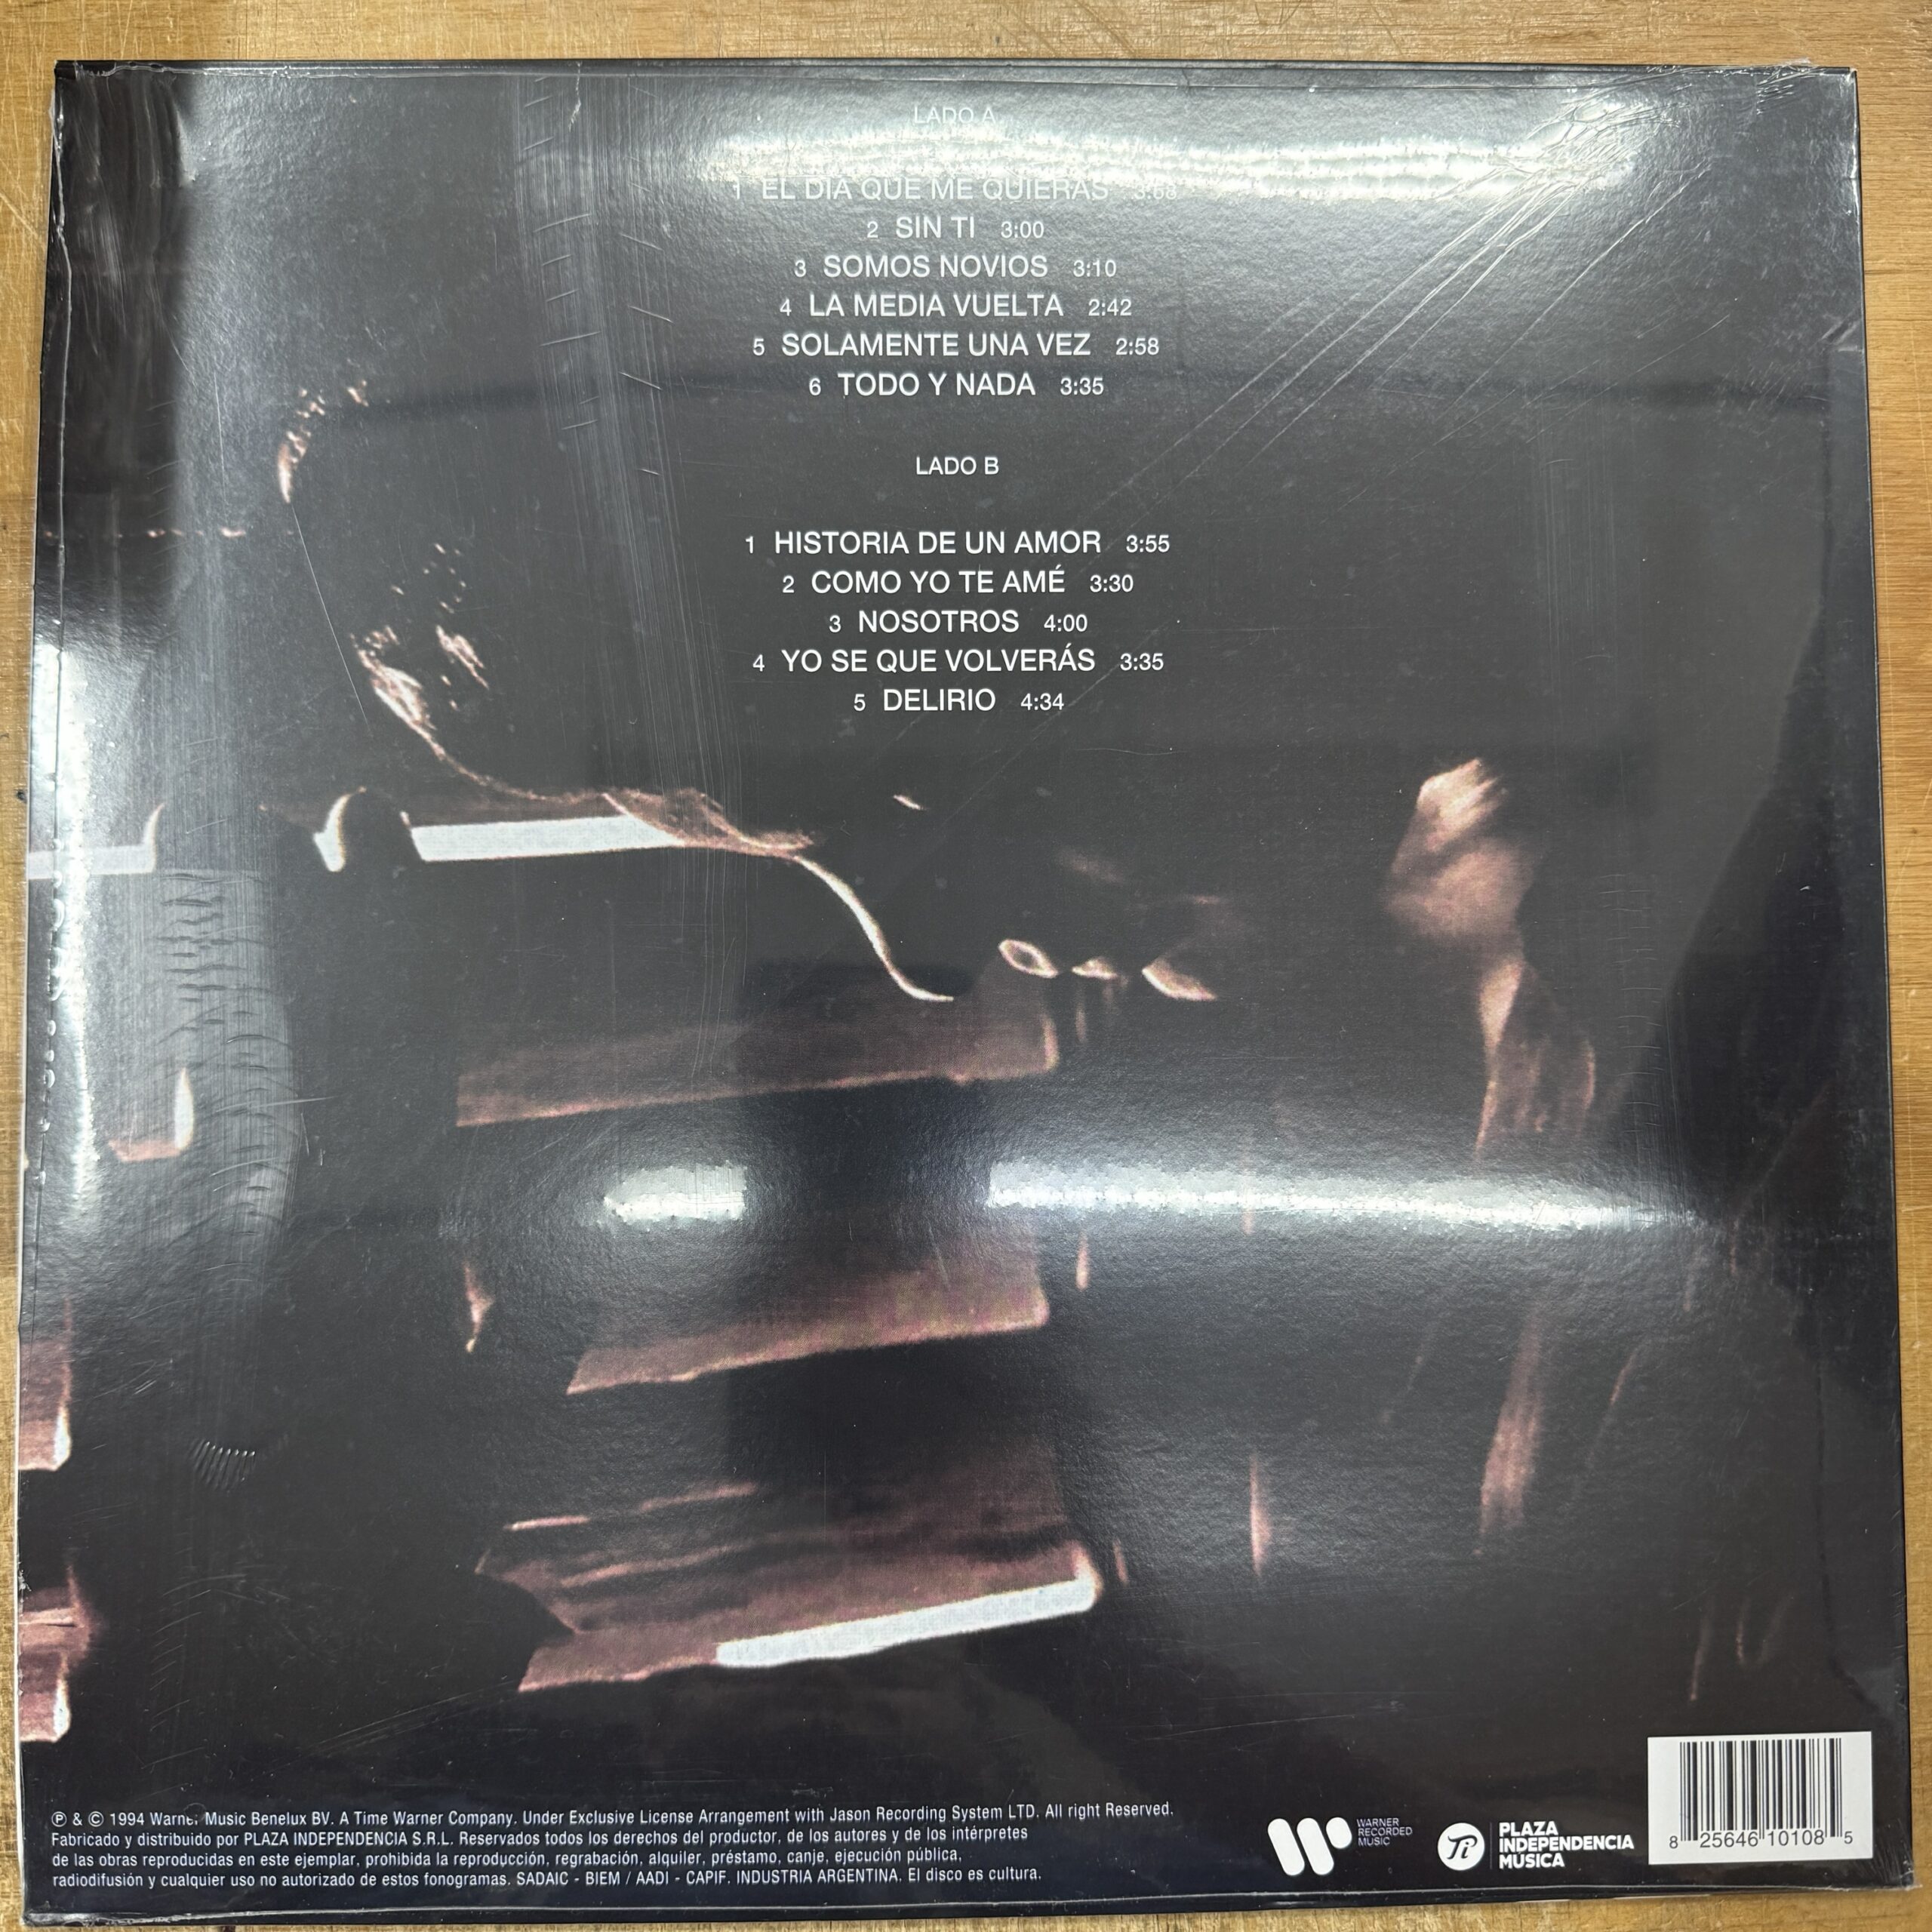 LADO A
1 EL DIA QUE ME QUIERAS 3:58
2 SIN TI 3:00
3 SOMOS NOVIOS 3:10
4 LA MEDIA VUELTA 2:42
5 SOLAMENTE UNA VEZ 2:58
6 TODO Y NADA 3:35
LADO B
1 HISTORIA DE UN AMOR 3:55
2 COMO YO TE AMÉ 3:30
3 NOSOTROS 4:00
4 YO SE QUE VOLVERÁS 3:35
5 DELIRIO 4:34
℗ & © 1994 Warner Music Benelux BV. A Time Warner Company. Under Exclusive License Arrangement with Jason Recording System LTD. All right Reserved.
Fabricado y distribuido por PLAZA INDEPENDENCIA S.R.L. Reservados todos los derechos del productor, de los autores y de los intérpretes
de las obras reproducidas en este ejemplar, prohibida la reproducción, regrabación, alquiler, préstamo, canje, ejecución pública,
radiodifusión y cualquier uso no autorizado de estos fonogramas. SADAIC - BIEM / AADI - CAPIF. INDUSTRIA ARGENTINA. El disco es cultura.
WARNER
RECORDED
MUSIC
PLAZA
INDEPENDENCIA
MUSICA
8 25646 10108 5